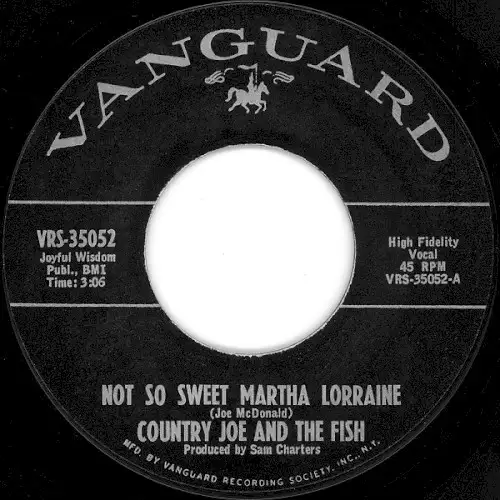 VANGUARD
VRS-35052
Joyful Wisdom
Publ., BMI
Time: 3:06
High Fidelity
Vocal
45 RPM
VRS-35052-A
NOT SO SWEET MARTHA LORRAINE
(Joe McDonald)
COUNTRY JOE AND THE FISH
Produced by Sam Charters
MFD. BY VANGUARD RECORDING SOCIETY, INC., N.Y.